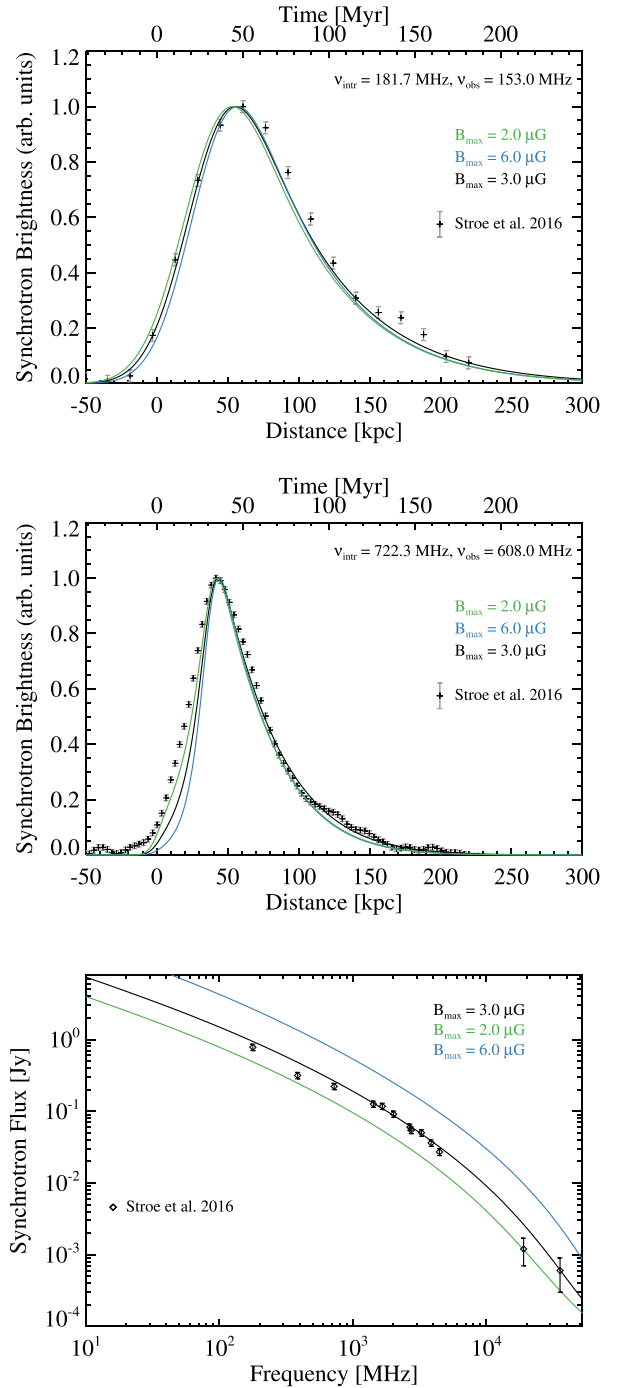 Time [Myr]
0 50 100 150 200
Synchrotron Brightness (arb. units)
1.2
1.0
0.8
0.6
0.4
0.2
0.0
ν_intr = 181.7 MHz, ν_obs = 153.0 MHz
B_max = 2.0 μG
B_max = 6.0 μG
B_max = 3.0 μG
Stroe et al. 2016
-50 0 50 100 150 200 250 300
Distance [kpc]
Time [Myr]
0 50 100 150 200
Synchrotron Brightness (arb. units)
1.2
1.0
0.8
0.6
0.4
0.2
0.0
ν_intr = 722.3 MHz, ν_obs = 608.0 MHz
B_max = 2.0 μG
B_max = 6.0 μG
B_max = 3.0 μG
Stroe et al. 2016
-50 0 50 100 150 200 250 300
Distance [kpc]
Synchrotron Flux [Jy]
10^0
10^-1
10^-2
10^-3
10^-4
B_max = 3.0 μG
B_max = 2.0 μG
B_max = 6.0 μG
Stroe et al. 2016
10^1 10^2 10^3 10^4
Frequency [MHz]